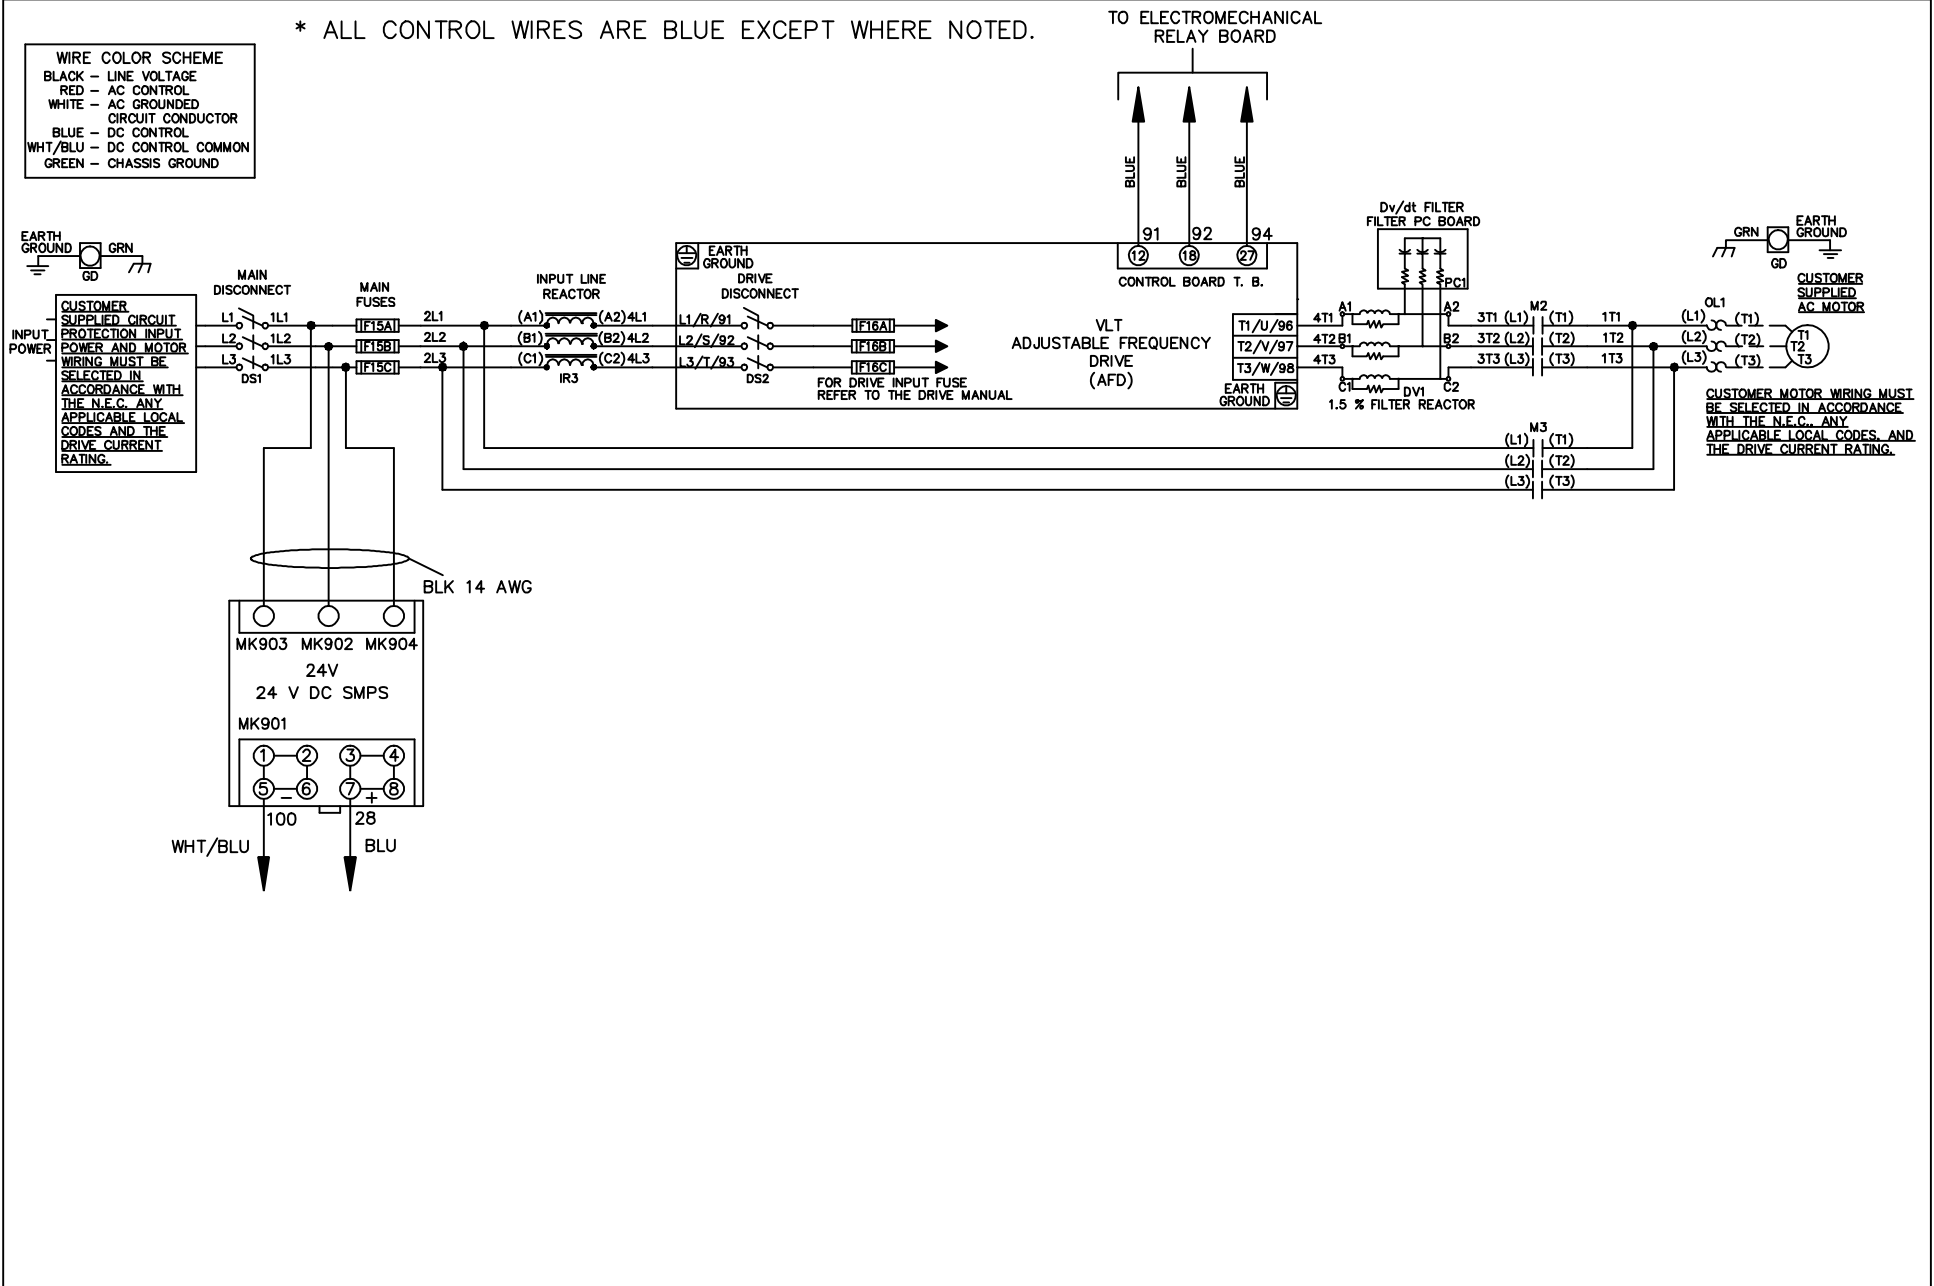 * ALL CONTROL WIRES ARE BLUE EXCEPT WHERE NOTED.
TO ELECTROMECHANICAL
RELAY BOARD
WIRE COLOR SCHEME
BLACK – LINE VOLTAGE
RED – AC CONTROL
WHITE – AC GROUNDED
CIRCUIT CONDUCTOR
BLUE – DC CONTROL
WHT/BLU – DC CONTROL COMMON
GREEN – CHASSIS GROUND
BLUE
BLUE
BLUE
91
92
94
12
18
27
CONTROL BOARD T. B.
EARTH
GROUND
GRN
GD
INPUT
POWER
CUSTOMER
SUPPLIED CIRCUIT
PROTECTION INPUT
POWER AND MOTOR
WIRING MUST BE
SELECTED IN
ACCORDANCE WITH
THE N.E.C. ANY
APPLICABLE LOCAL
CODES AND THE
DRIVE CURRENT
RATING.
MAIN
DISCONNECT
L1
1L1
L2
1L2
L3
1L3
DS1
MAIN
FUSES
F15A
F15B
F15C
2L1
2L2
2L3
INPUT LINE
REACTOR
(A1)
(A2)4L1
(B1)
(B2)4L2
(C1)
(C2)4L3
IR3
EARTH
GROUND
DRIVE
DISCONNECT
L1/R/91
L2/S/92
L3/T/93
DS2
F16A
F16B
F16C
FOR DRIVE INPUT FUSE
REFER TO THE DRIVE MANUAL
VLT
ADJUSTABLE FREQUENCY
DRIVE
(AFD)
T1/U/96
T2/V/97
T3/W/98
EARTH
GROUND
Dv/dt FILTER
FILTER PC BOARD
PC1
4T1
A1
A2
4T2
B1
B2
4T3
C1
C2
DV1
1.5 % FILTER REACTOR
M2
3T1 (L1) (T1) 1T1
3T2 (L2) (T2) 1T2
3T3 (L3) (T3) 1T3
M3
(L1) (T1)
(L2) (T2)
(L3) (T3)
OL1
(L1) (T1)
(L2) (T2)
(L3) (T3)
T1
T2
T3
GRN
EARTH
GROUND
GD
CUSTOMER
SUPPLIED
AC MOTOR
CUSTOMER MOTOR WIRING MUST
BE SELECTED IN ACCORDANCE
WITH THE N.E.C.. ANY
APPLICABLE LOCAL CODES. AND
THE DRIVE CURRENT RATING.
BLK 14 AWG
MK903 MK902 MK904
24V
24 V DC SMPS
MK901
1 2 3 4
5 6 7 8
– +
100
28
WHT/BLU
BLU